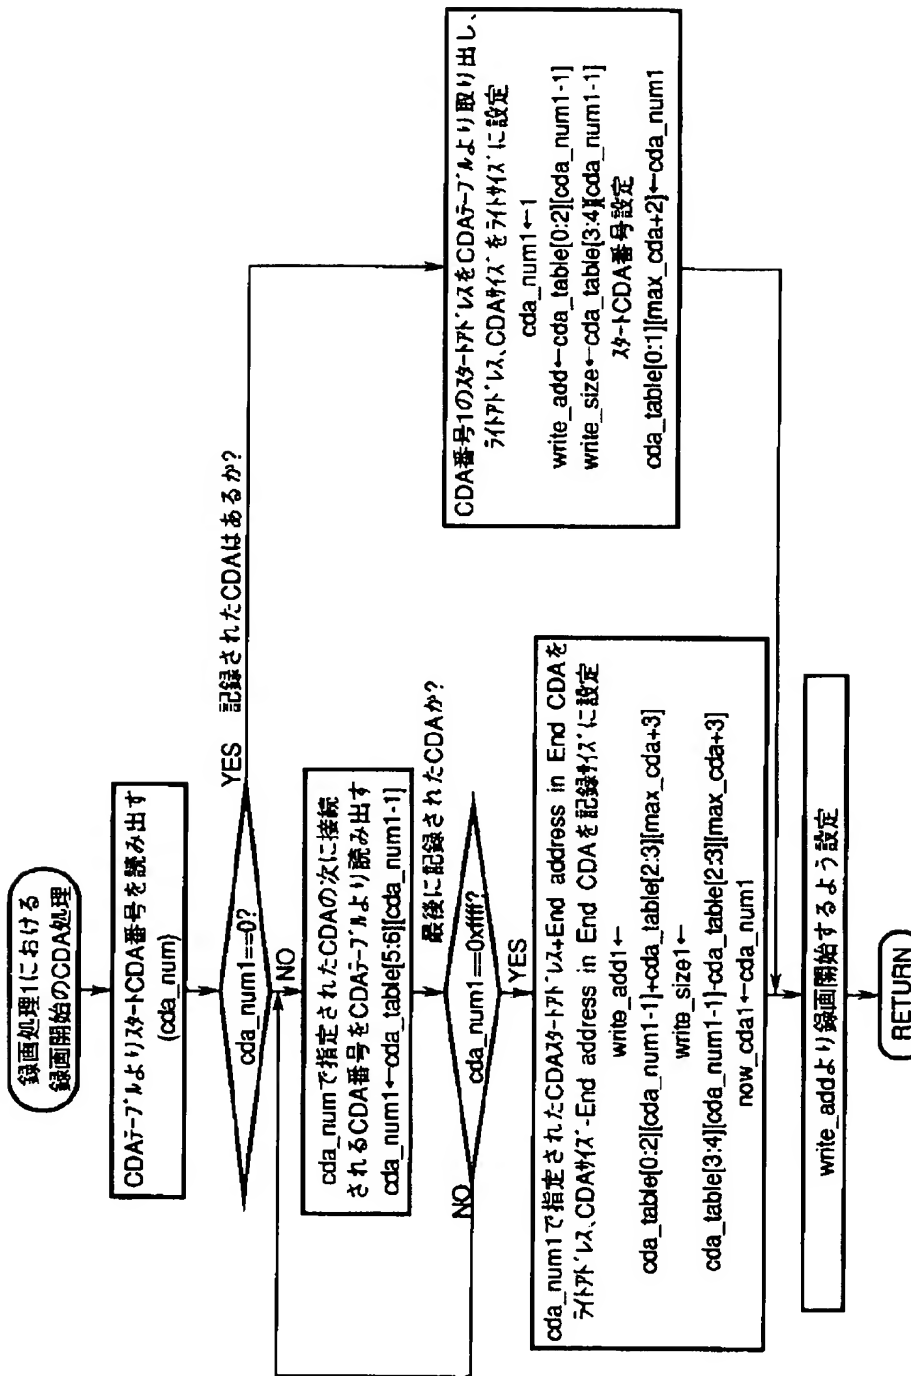 録画処理1における
録画開始のCDA処理
CDAテーブルよりスタートCDA番号を読み出す
(cda_num)
cda_num1==0?
YES
記録されたCDAはあるか?
NO
cda_numで指定されたCDAの次に接続
されるCDA番号をCDAテーブルより読み出す
cda_num1←cda_table[5:6][cda_num1-1]
最後に記録されたCDAか?
cda_num1==0xffff?
NO
YES
cda_num1で指定されたCDAスタートアドレス+End address in End CDAを
ライトアドレス、CDAサイズ-End address in End CDAを記録サイズに設定
write_add1←
cda_table[0:2][cda_num1-1]+cda_table[2:3][max_cda+3]
write_size1←
cda_table[3:4][cda_num1-1]-cda_table[2:3][max_cda+3]
now_cda1←cda_num1
CDA番号1のスタートアドレスをCDAテーブルより取り出し、
ライトアドレス、CDAサイズをライトサイズに設定
cda_num1←1
write_add←cda_table[0:2][cda_num1-1]
write_size←cda_table[3:4][cda_num1-1]
スタートCDA番号設定
cda_table[0:1][max_cda+2]←cda_num1
write_addより録画開始するよう設定
RETURN